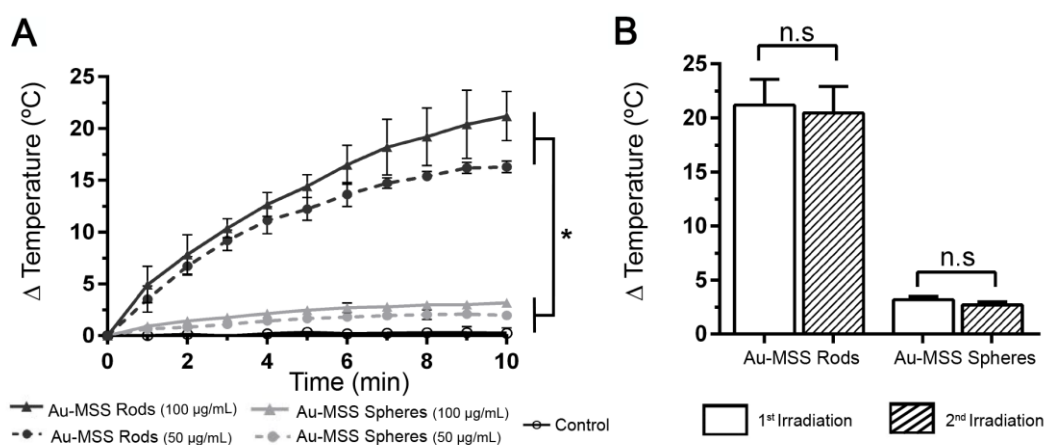 A
Δ Temperature (ºC)
25
20
15
10
5
0
0 2 4 6 8 10
Time (min)
*
Au-MSS Rods (100 µg/mL)
Au-MSS Spheres (100 µg/mL)
Control
Au-MSS Rods (50 µg/mL)
Au-MSS Spheres (50 µg/mL)
B
Δ Temperature (ºC)
25
20
15
10
5
0
n.s
n.s
Au-MSS Rods Au-MSS Spheres
1st Irradiation
2nd Irradiation